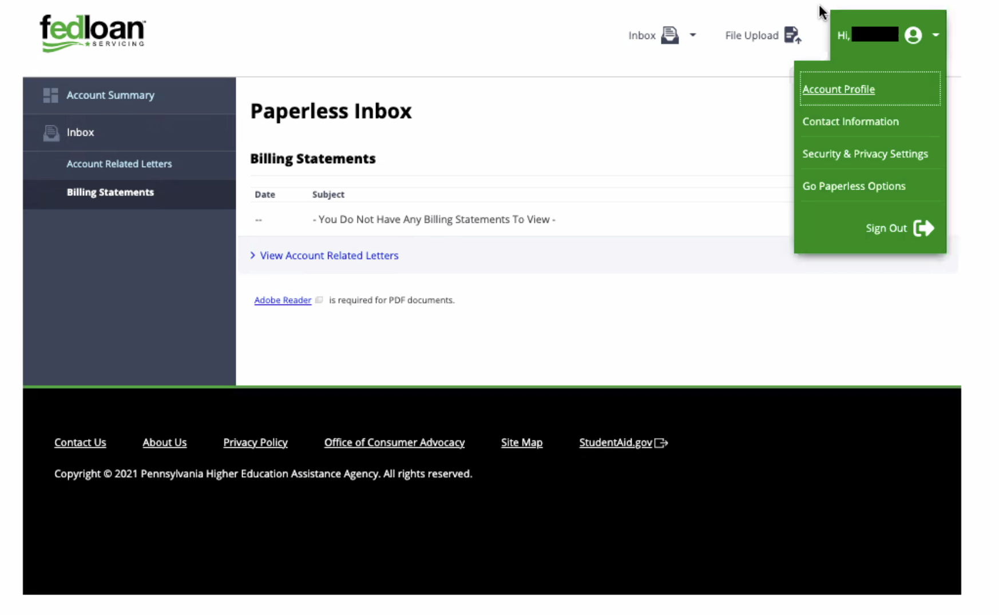 fedloan
SERVICING
Inbox
File Upload
Hi,
Account Profile
Contact Information
Security & Privacy Settings
Go Paperless Options
Sign Out
Account Summary
Inbox
Account Related Letters
Billing Statements
Paperless Inbox
Billing Statements
Date Subject
-- - You Do Not Have Any Billing Statements To View -
View Account Related Letters
Adobe Reader is required for PDF documents.
Contact Us About Us Privacy Policy Office of Consumer Advocacy Site Map StudentAid.gov
Copyright © 2021 Pennsylvania Higher Education Assistance Agency. All rights reserved.